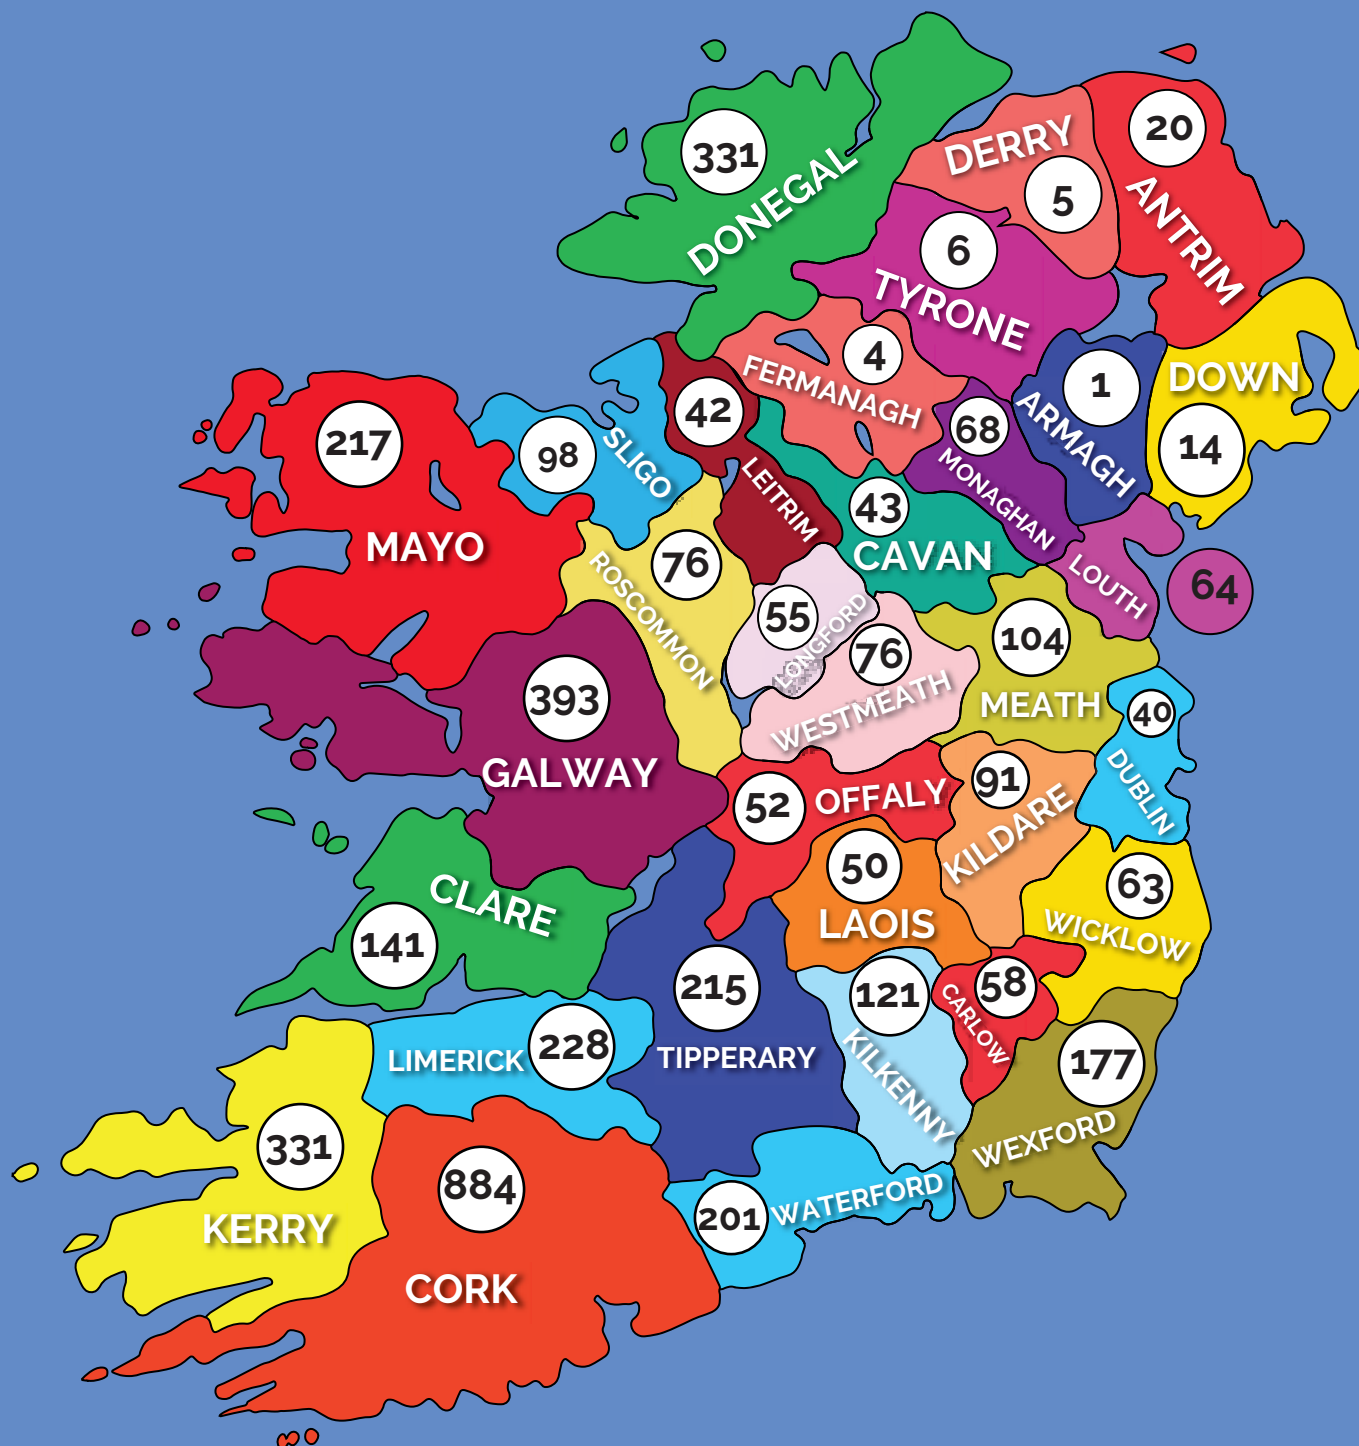 331
DONEGAL
DERRY
5
20
ANTRIM
6
TYRONE
4
FERMANAGH
1
ARMAGH
DOWN
14
68
MONAGHAN
42
LEITRIM
98
SLIGO
217
MAYO
43
CAVAN
LOUTH
64
76
ROSCOMMON
55
LONGFORD
76
WESTMEATH
104
MEATH
40
DUBLIN
393
GALWAY
52
OFFALY
91
KILDARE
50
LAOIS
63
WICKLOW
CLARE
141
215
TIPPERARY
121
KILKENNY
58
CARLOW
177
WEXFORD
LIMERICK
228
331
KERRY
884
CORK
201
WATERFORD